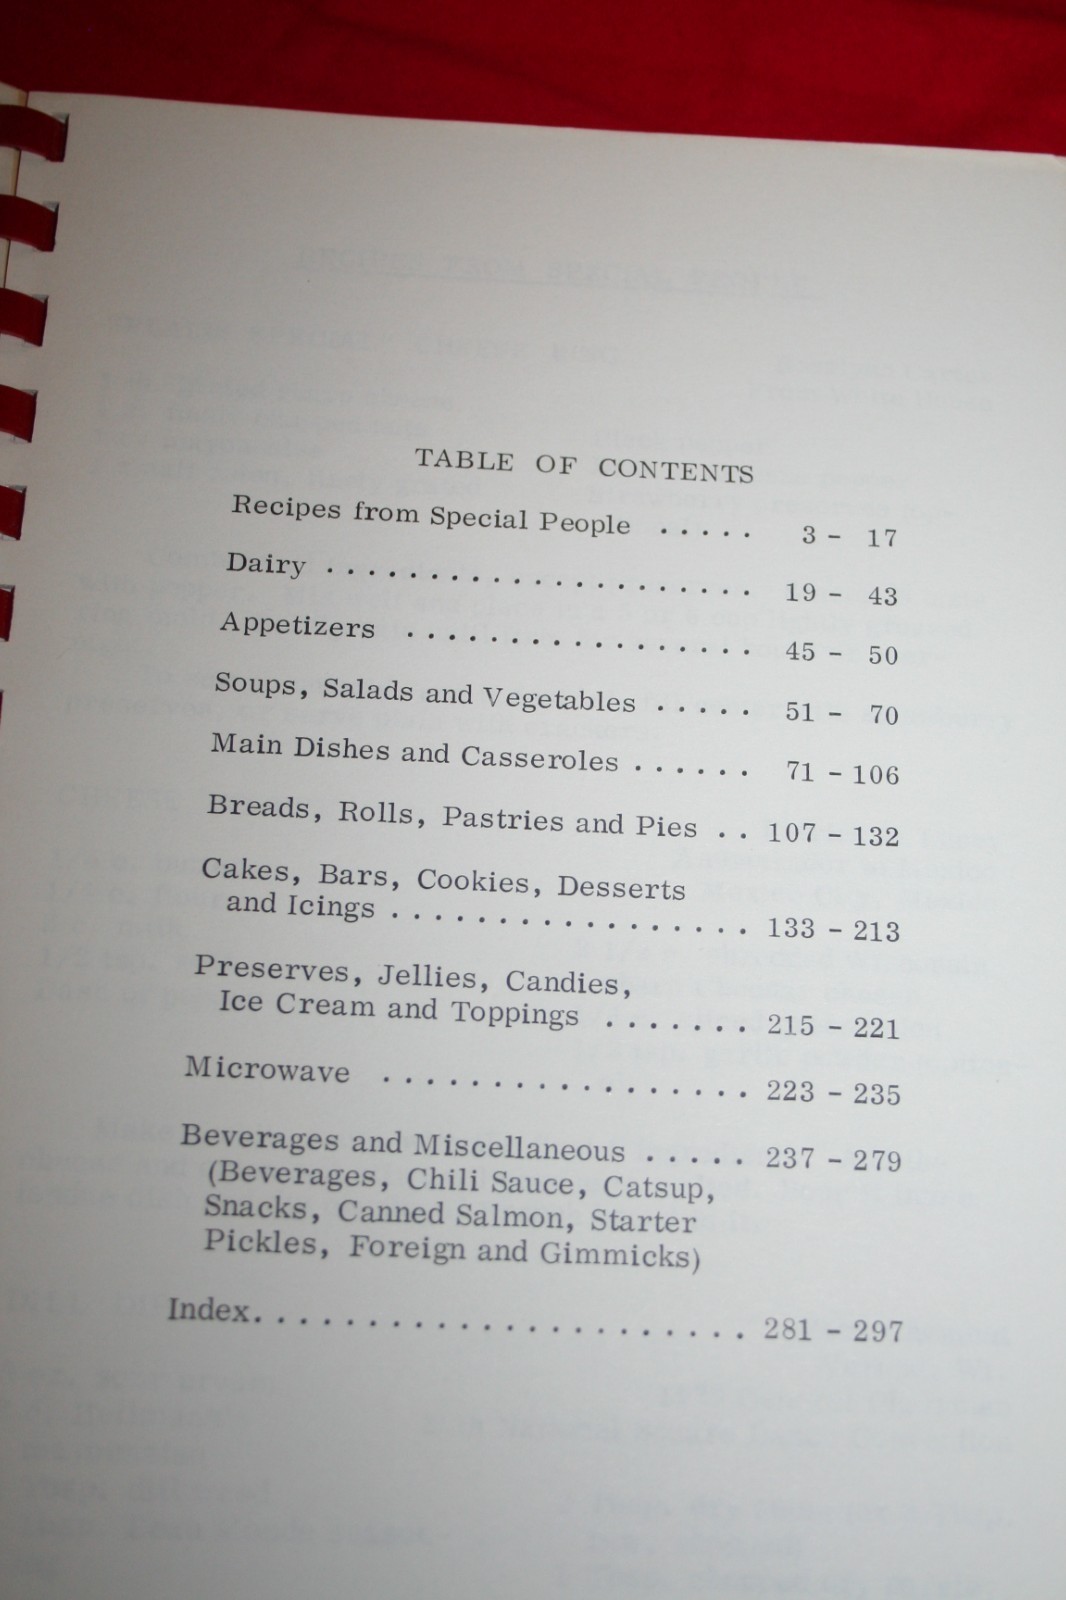 TABLE OF CONTENTS
Recipes from Special People ..... 3 - 17
Dairy ................... 19 - 43
Appetizers ................ 45 - 50
Soups, Salads and Vegetables ..... 51 - 70
Main Dishes and Casseroles ...... 71 - 106
Breads, Rolls, Pastries and Pies .. 107 - 132
Cakes, Bars, Cookies, Desserts
and Icings ................ 133 - 213
Preserves, Jellies, Candies,
Ice Cream and Toppings ....... 215 - 221
Microwave ................. 223 - 235
Beverages and Miscellaneous ..... 237 - 279
(Beverages, Chili Sauce, Catsup,
Snacks, Canned Salmon, Starter
Pickles, Foreign and Gimmicks)
Index...................... 281 - 297